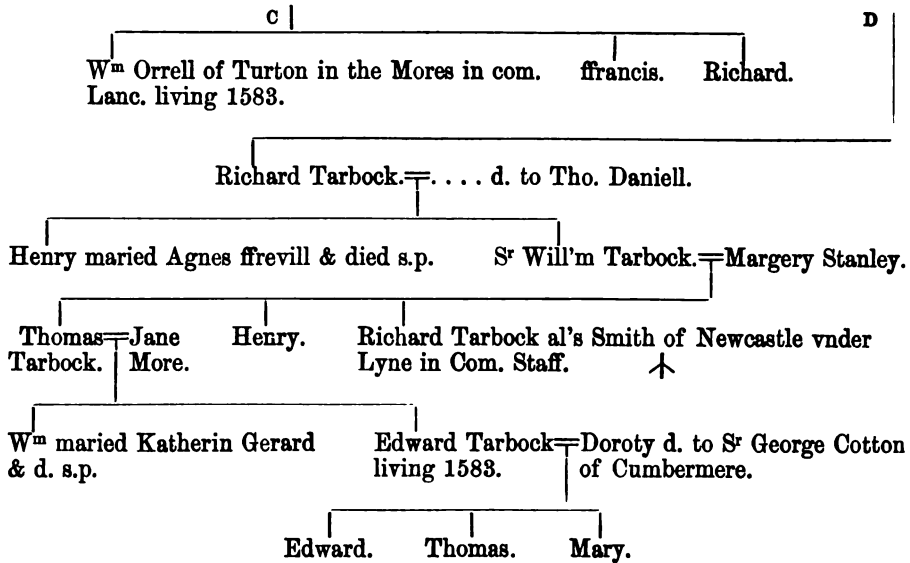 C D
Wᵐ Orrell of Turton in the Mores in com. ffrancis. Richard.
Lanc. living 1583.
Richard Tarbock.=. . . . d. to Tho. Daniell.
Henry maried Agnes ffrevill & died s.p. Sʳ Will'm Tarbock.=Margery Stanley.
Thomas=Jane Henry. Richard Tarbock al's Smith of Newcastle vnder
Tarbock. More. Lyne in Com. Staff.
Wᵐ maried Katherin Gerard Edward Tarbock=Doroty d. to Sʳ George Cotton
& d. s.p. living 1583. of Cumbermere.
Edward. Thomas. Mary.